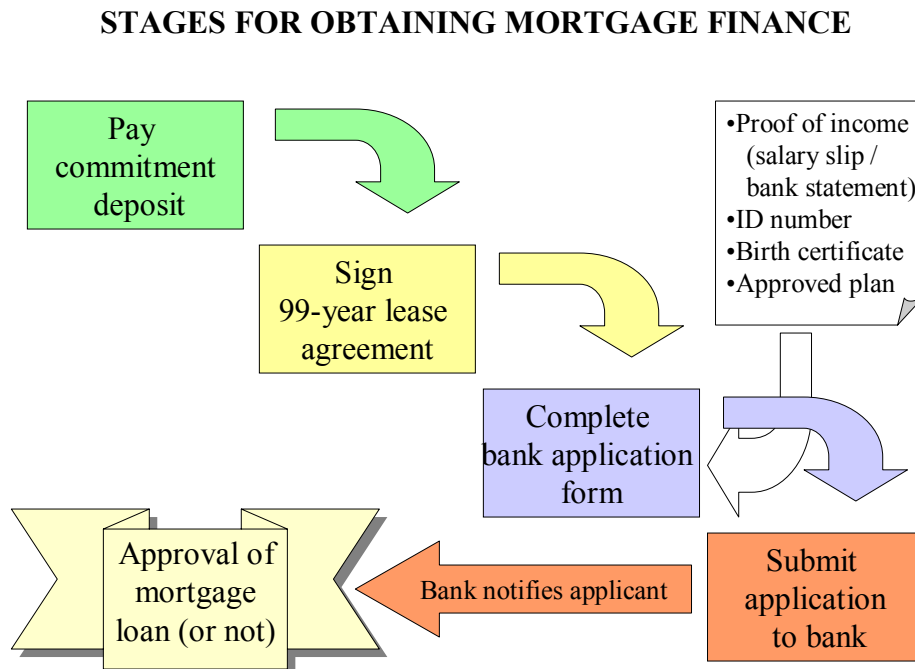 STAGES FOR OBTAINING MORTGAGE FINANCE
Pay
commitment
deposit
•Proof of income
(salary slip /
bank statement)
•ID number
•Birth certificate
•Approved plan
Sign
99-year lease
agreement
Complete
bank application
form
Submit
application
to bank
Bank notifies applicant
Approval of
mortgage
loan (or not)